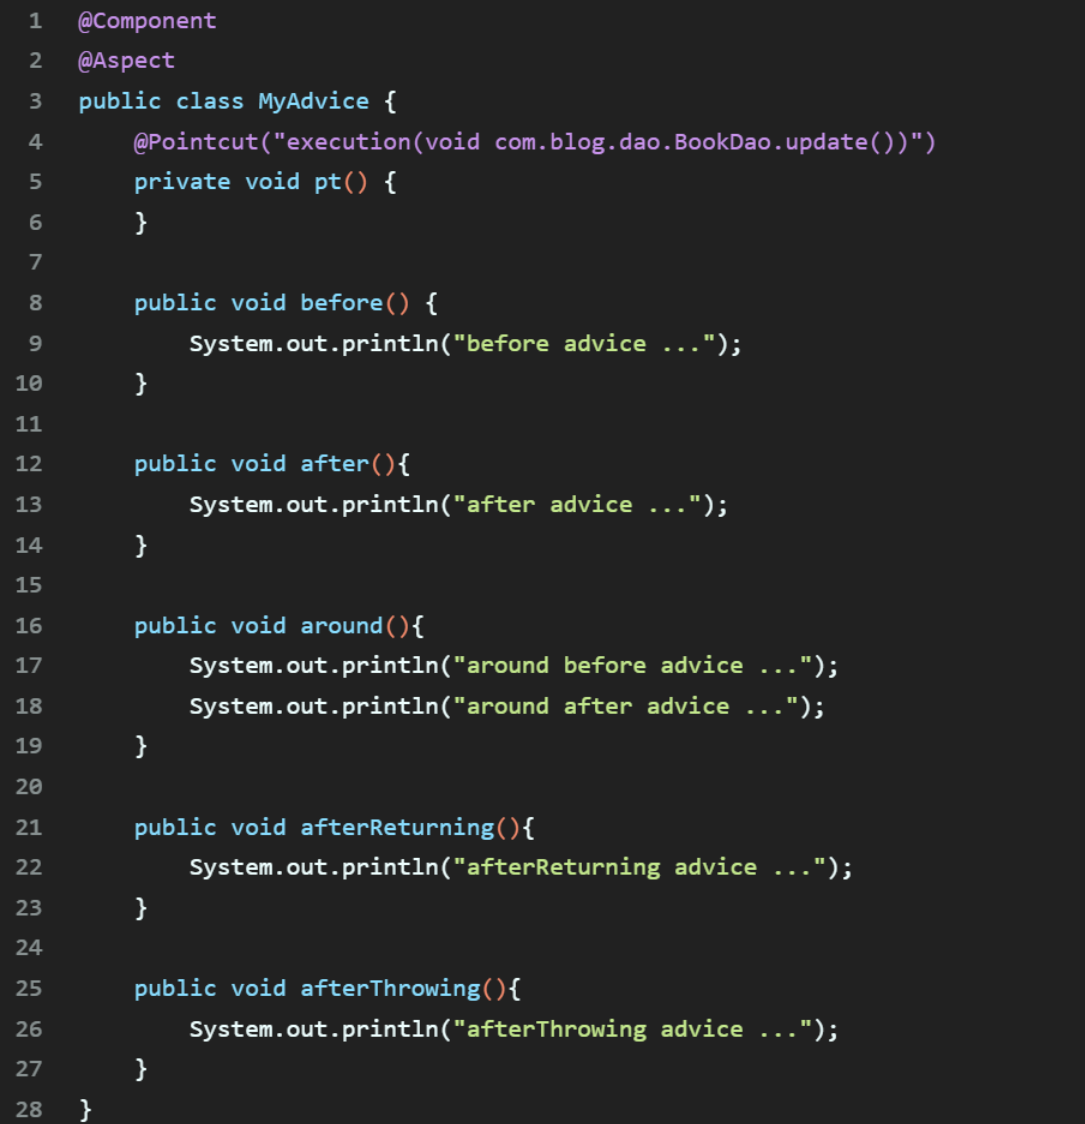 1 @Component
2 @Aspect
3 public class MyAdvice {
4     @Pointcut("execution(void com.blog.dao.BookDao.update())")
5     private void pt() {
6     }
7
8     public void before() {
9         System.out.println("before advice ...");
10     }
11
12     public void after(){
13         System.out.println("after advice ...");
14     }
15
16     public void around(){
17         System.out.println("around before advice ...");
18         System.out.println("around after advice ...");
19     }
20
21     public void afterReturning(){
22         System.out.println("afterReturning advice ...");
23     }
24
25     public void afterThrowing(){
26         System.out.println("afterThrowing advice ...");
27     }
28 }